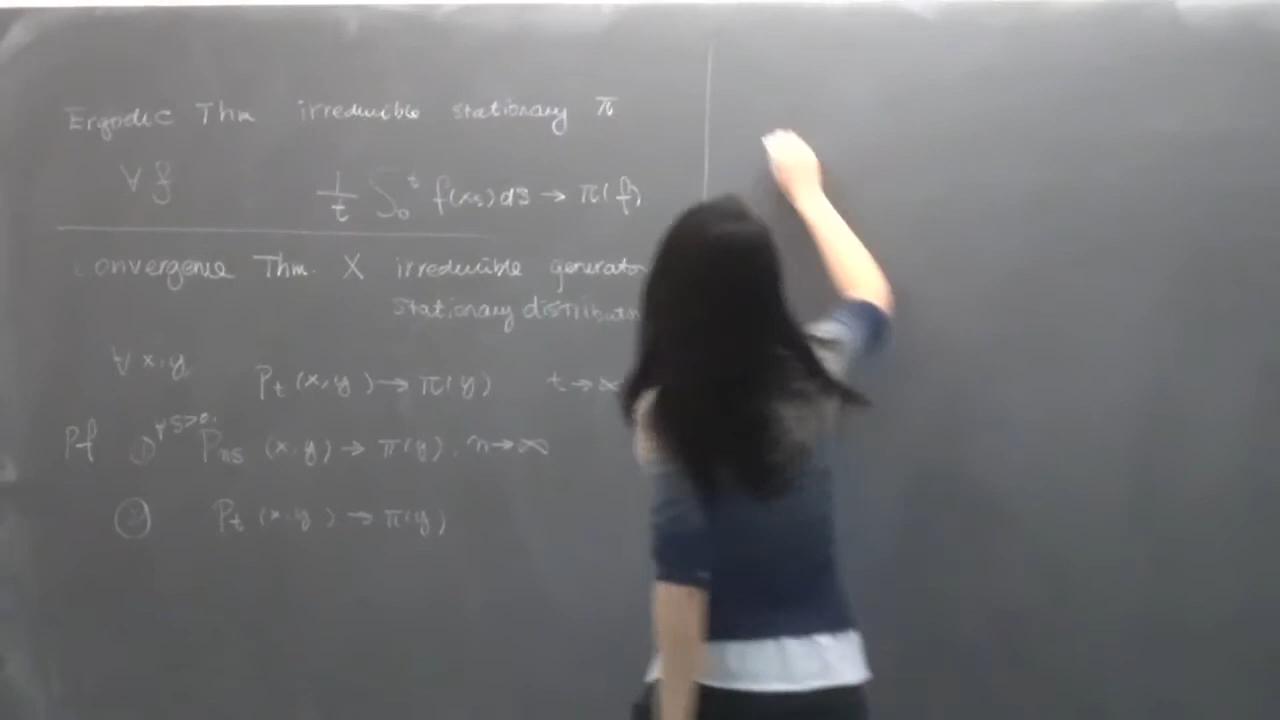 Ergodic Thm irreducible stationary π
∀ f 1/t ∫₀ᵗ f(Xs) ds → π(f)
Convergence Thm. X irreducible generator
stationary distribution
∀ x, y Pt (x, y) → π(y) t → ∞
Pf ① ∀ S>0. Pns (x, y) → π(y), n → ∞
② Pt (x, y) → π(y)